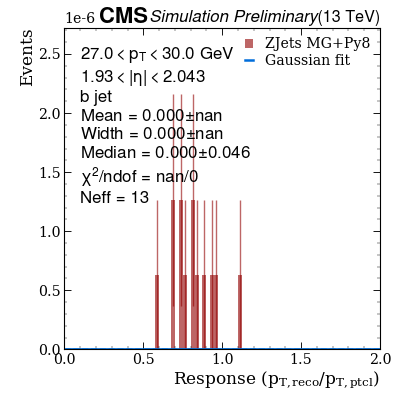 1e-6 CMS Simulation Preliminary (13 TeV)
ZJets MG+Py8
Gaussian fit
27.0 < pT < 30.0 GeV
1.93 < |η| < 2.043
b jet
Mean = 0.000±nan
Width = 0.000±nan
Median = 0.000±0.046
χ²/ndof = nan/0
Neff = 13
Events
2.5
2.0
1.5
1.0
0.5
0.0
0.0 0.5 1.0 1.5 2.0
Response (pT, reco/pT, ptcl)